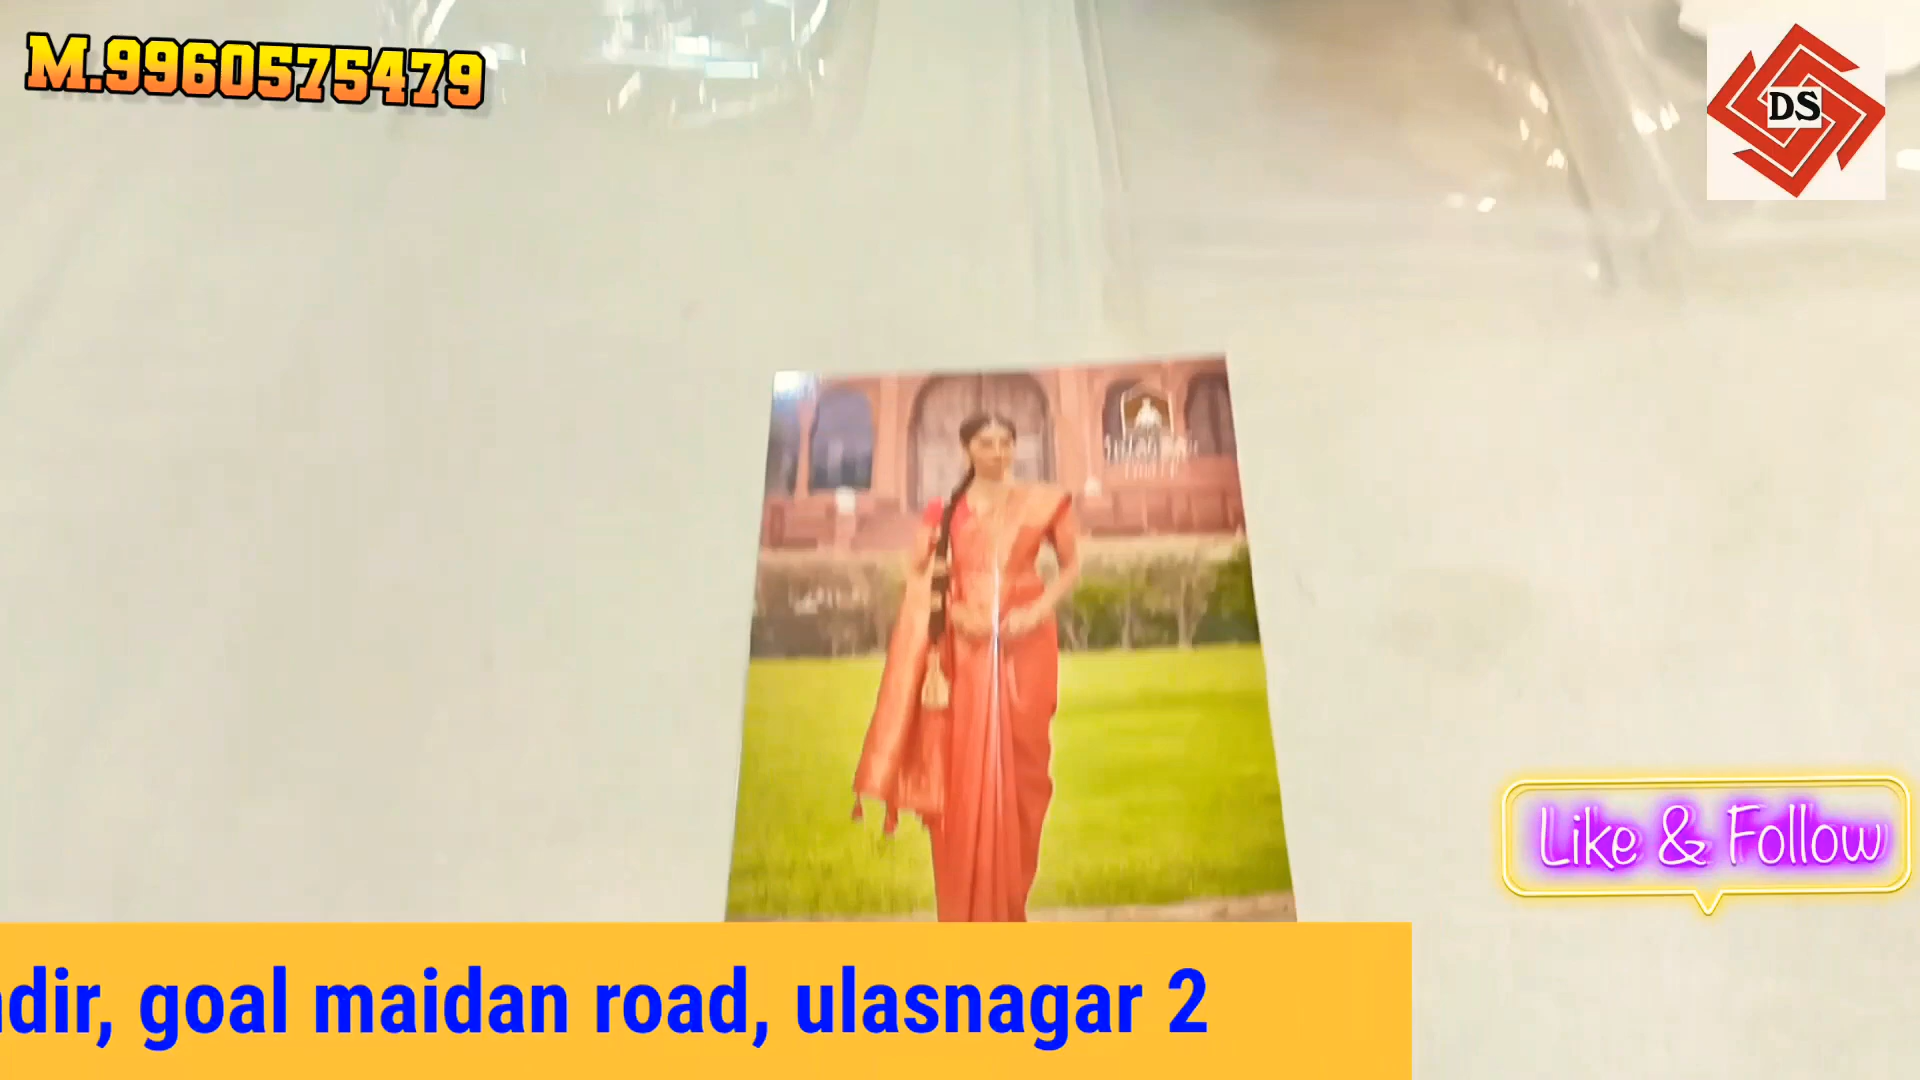 M.9960575479
DS
Like & Follow
dir, goal maidan road, ulasnagar 2